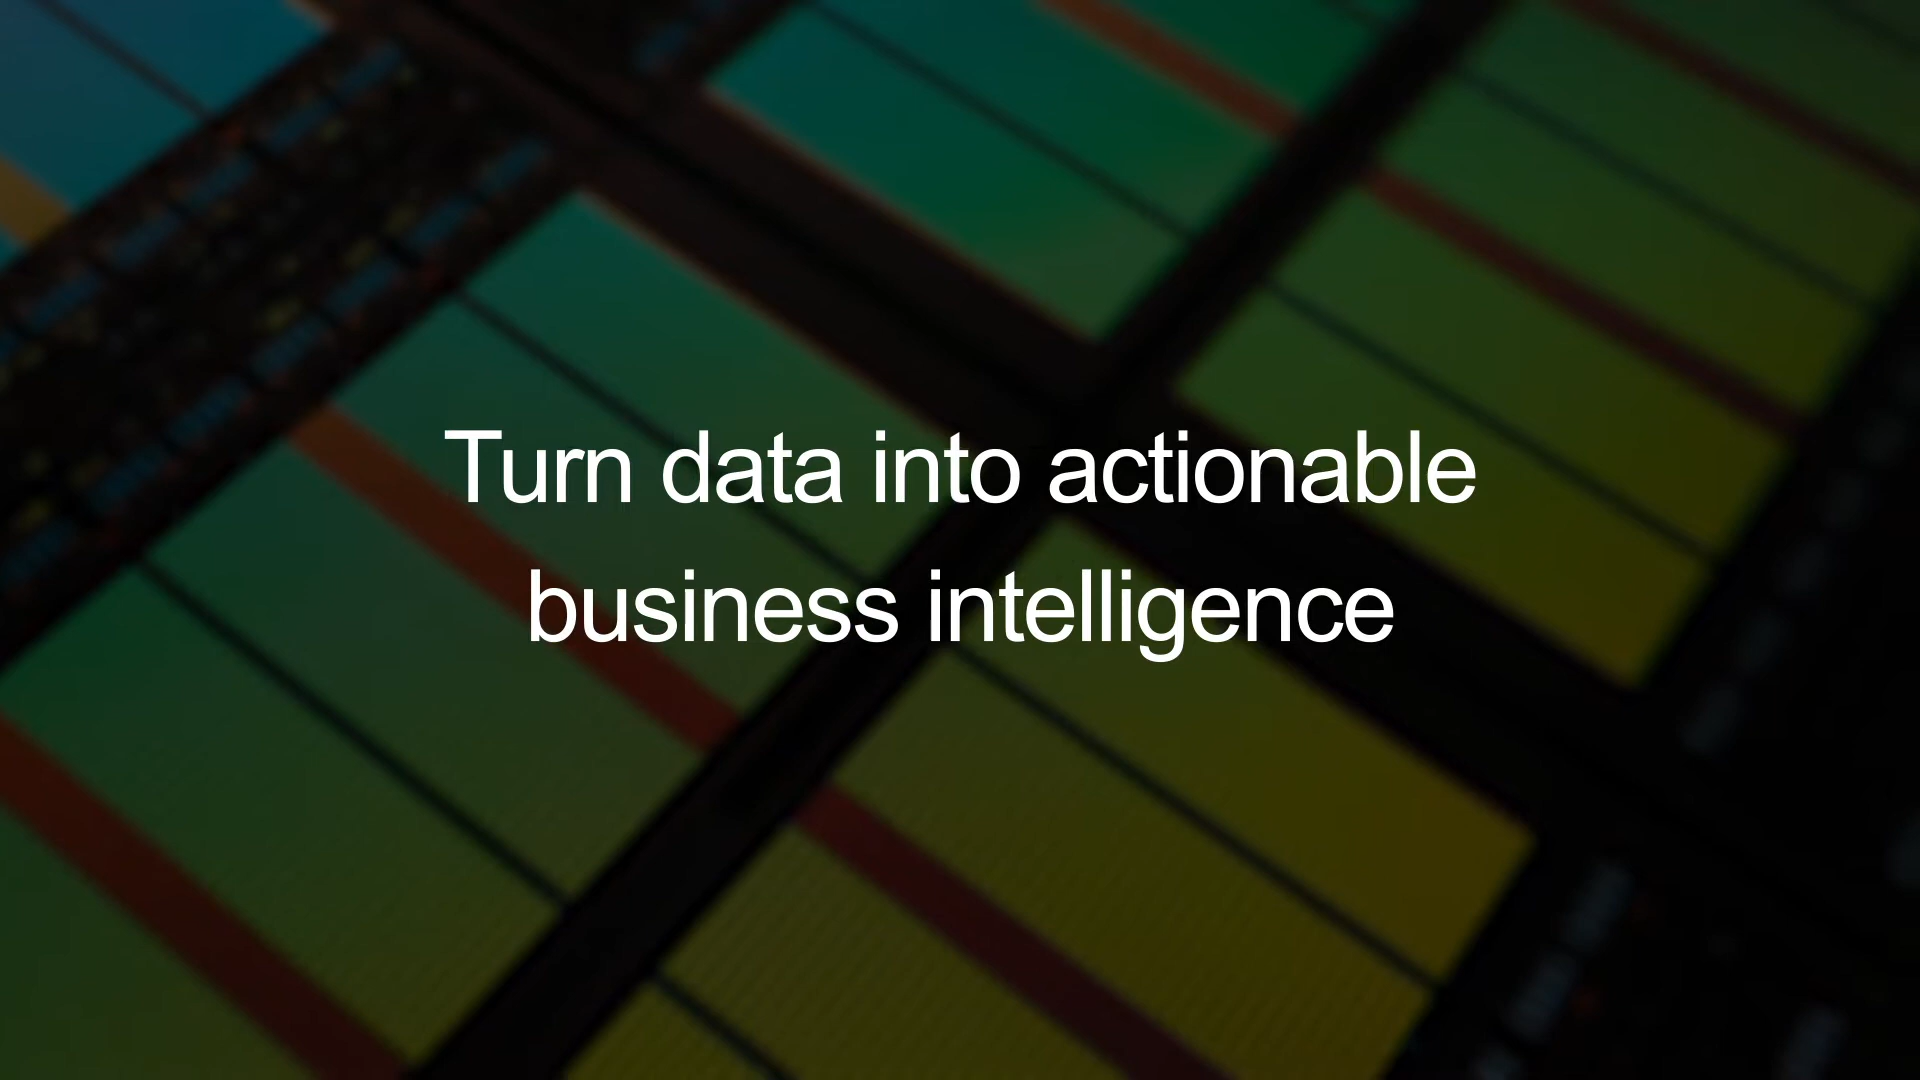 Turn data into actionable
business intelligence